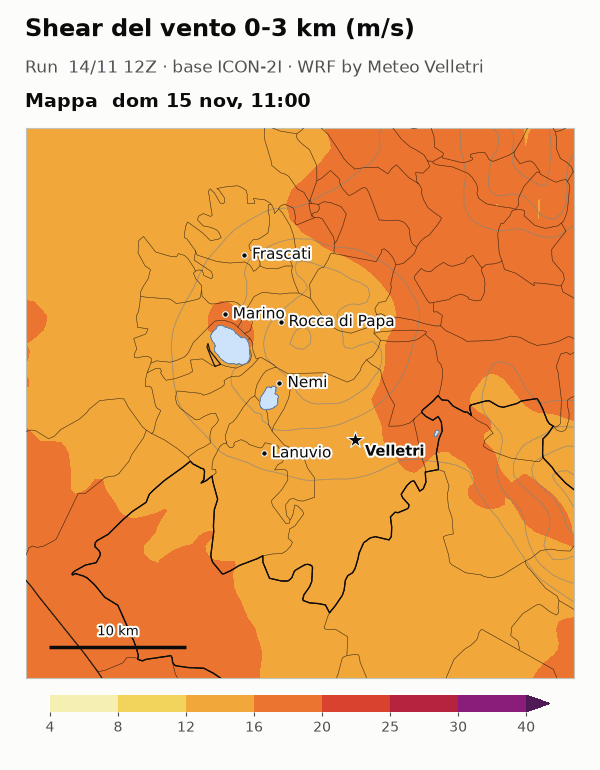 Shear del vento 0-3 km (m/s)
Run  14/11 12Z · base ICON-2I · WRF by Meteo Velletri
Mappa  dom 15 nov, 11:00
Frascati
Marino
Rocca di Papa
Nemi
Velletri
Lanuvio
10 km
4 8 12 16 20 25 30 40